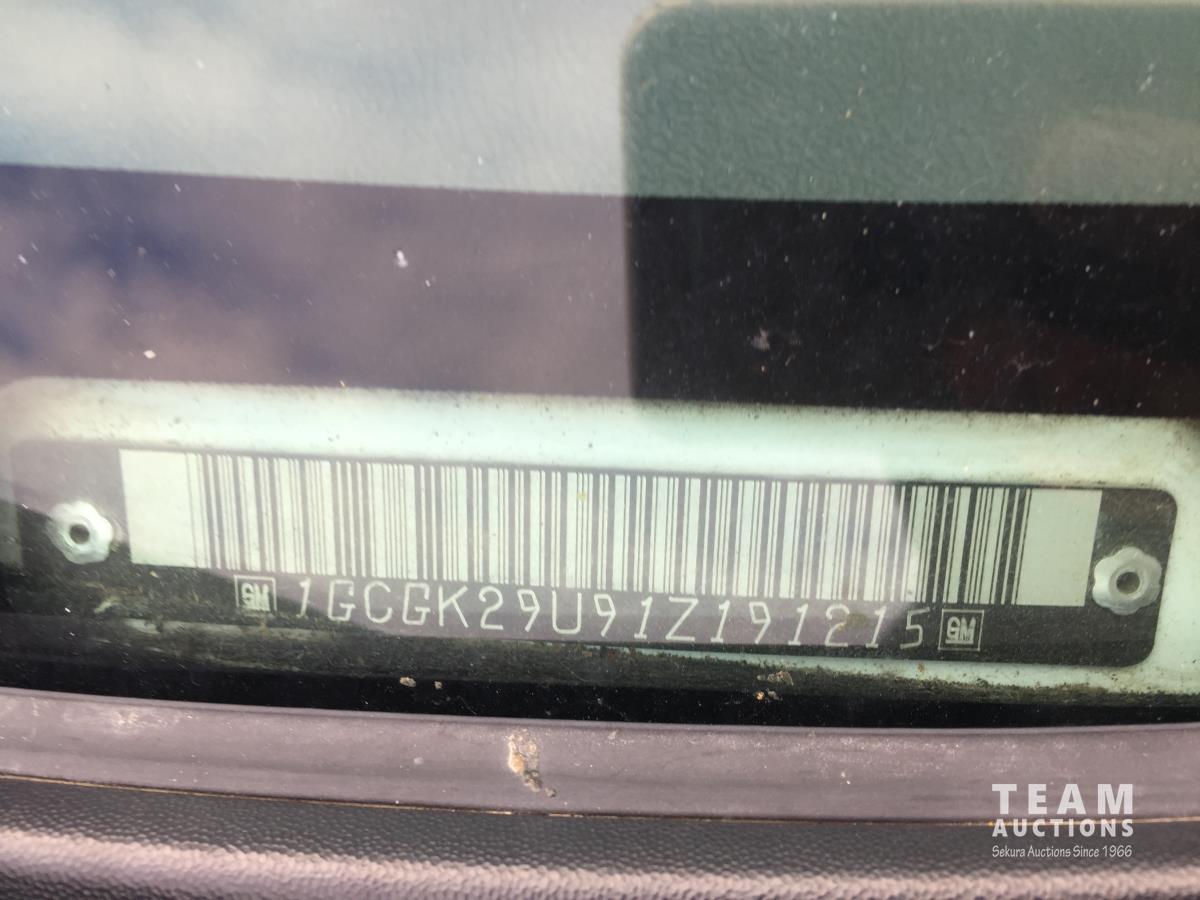 GM 1GCGK29U91Z191215 GM
TEAM
AUCTIONS
Sekura Auctions Since 1966